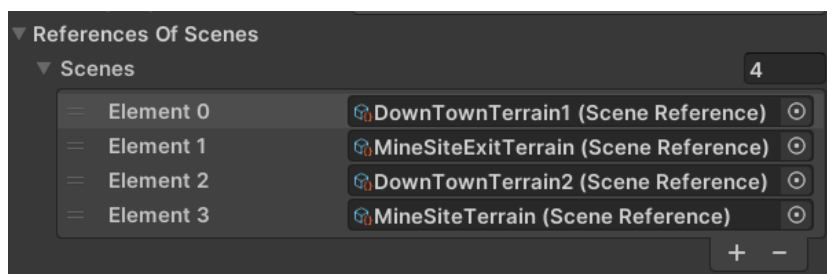 References Of Scenes
Scenes 4
Element 0 DownTownTerrain1 (Scene Reference)
Element 1 MineSiteExitTerrain (Scene Reference)
Element 2 DownTownTerrain2 (Scene Reference)
Element 3 MineSiteTerrain (Scene Reference)
+ −